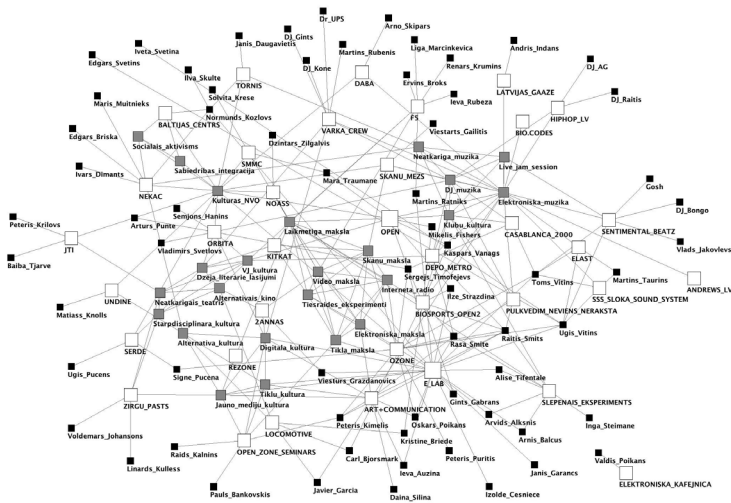 Dr_UPS
Arno_Skipars
DJ_Gints
Iveta_Svetina
Janis_Daugavietis
Martins_Rubenis
Liga_Marcinkevica
Andris_Indans
Edgars_Svetins
DJ_Kone
Renars_Krumins
DJ_AG
Ilva_Skulte
TORNIS
DABA
Ervins_Broks
Solvita_Krese
LATVIJAS_GAAZE
Maris_Muitnieks
Normunds_Kozlovs
Ieva_Rubeza
DJ_Raitis
FS
HIPHOP_LV
BALTIJAS_CENTRS
VARKA_CREW
Viestarts_Gailitis
BIO.CODES
Edgars_Briska
Socialais_aktivisms
Dzintars_Zilgalvis
Neatkariga_muzika
SMMC
Sabiedribas_integracija
SKANU_MEZS
Live_jam_session
Ivars_Dimants
Mara_Traumane
NEKAC
DJ_muzika
Gosh
Kulturas_NVO
NOASS
Martins_Ratniks
Elektroniska_muzika
Semjons_Hanins
DJ_Bongo
Peteris_Krilovs
Arturs_Punte
Laikmetiga_maksla
OPEN
Klubu_kultura
CASABLANCA_2000
SENTIMENTAL_BEATZ
ORBITA
Mikelis_Fishers
JTI
Vladimirs_Svetlovs
KITKAT
Kaspars_Vanags
Vlads_Jakovlevs
Baiba_Tjarve
Skanu_maksla
DEPO_METRO
ELAST
VJ_kultura
Dzeja_literarie_lasijumi
Sergejs_Timofejevs
Video_maksla
Interneta_radio
Toms_Vitins
Martins_Taurins
ANDREWS_LV
UNDINE
Neatkarigais_teatris
Alternativais_kino
Tiesraides_eksperimenti
Ilze_Strazdina
SSS_SLOKA_SOUND_SYSTEM
Matiass_Knolls
Starpdisciplinara_kultura
ZANNAS
BIOSPORTS_OPEN2
PULKVEDIM_NEVIENS_NERAKSTA
Elektroniska_maksla
Alternativa_kultura
Digitala_kultura
Tikla_maksla
Rasa_Smite
Raitis_Smits
Ugis_Vitins
SERDE
REZONE
OZONE
Ugis_Pucens
Signe_Pucena
Viesturs_Grazdanovics
E_LAB
Alise_Tifentale
Tiklu_kultura
ZIRGU_PASTS
Jauno_mediju_kultura
ART+COMMUNICATION
Gints_Gabrans
SLEPENAIS_EKSPERIMENTS
LOCOMOTIVE
Peteris_Kimelis
Oskars_Poikans
Arvids_Alksnis
Inga_Steimane
Voldemars_Johansons
Raids_Kalnins
OPEN_ZONE_SEMINARS
Kristine_Briede
Arnis_Balcus
Carl_Bjorsmark
Peteris_Puritis
Valdis_Poikans
Linards_Kulless
Ieva_Auzina
Janis_Garancs
ELEKTRONISKA_KAFEJNICA
Pauls_Bankovskis
Javier_Garcia
Daina_Silina
Izolde_Cesniece